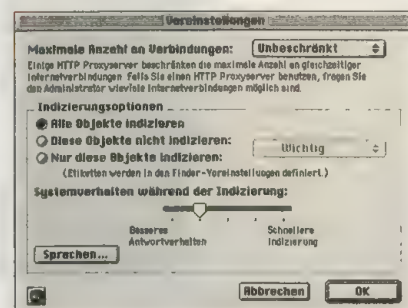 Voreinstellungen
Maximale Anzahl an Verbindungen: Unbeschränkt
Einige HTTP Proxyserver beschränken die maximale Anzahl an gleichzeitiger
Internetverbindungen. Falls Sie einen HTTP Proxyserver benutzen, fragen Sie
den Administrator wieviele Internetverbindungen möglich sind.
Indizierungsoptionen
Alle Objekte indizieren
Diese Objekte nicht indizieren:
Wichtig
Nur diese Objekte indizieren:
(Etiketten werden in den Finder-Voreinstellungen definiert.)
Systemverhalten während der Indizierung:
Besseres Schnellere
Antwortverhalten Indizierung
Sprachen...
Abbrechen OK